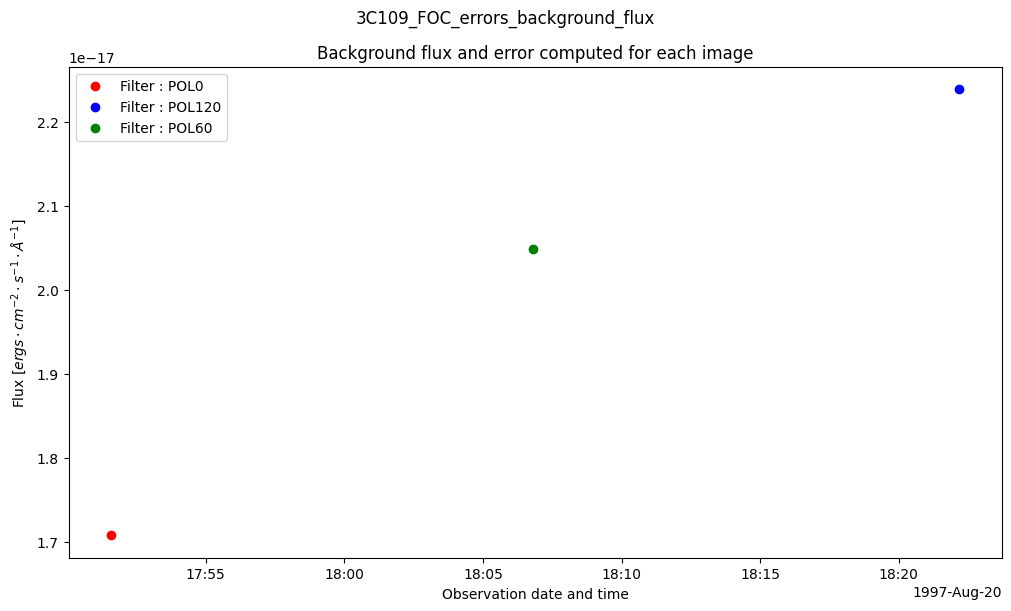 3C109_FOC_errors_background_flux
Background flux and error computed for each image
1e−17
Filter : POL0
Filter : POL120
Filter : POL60
2.2
2.1
2.0
1.9
1.8
1.7
Flux [ergs · cm⁻² · s⁻¹ · Å⁻¹]
17:55 18:00 18:05 18:10 18:15 18:20
1997-Aug-20
Observation date and time